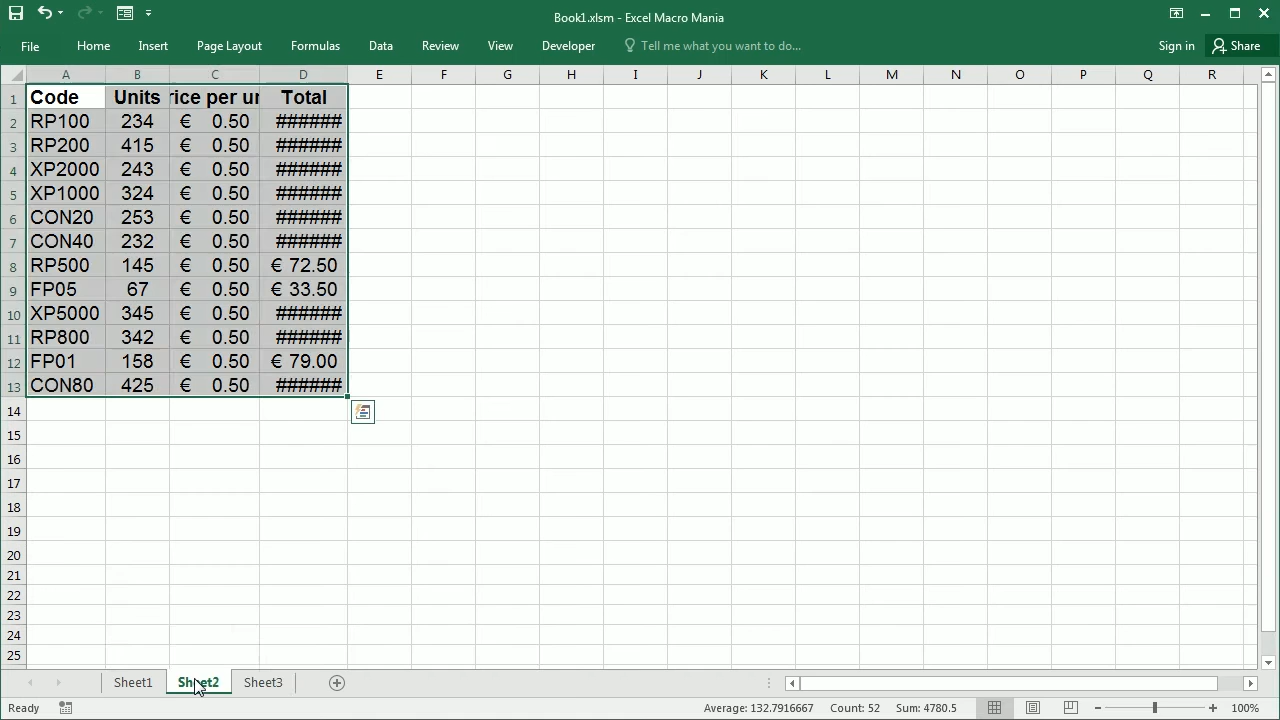 Book1.xlsm - Excel Macro Mania
File Home Insert Page Layout Formulas Data Review View Developer Tell me what you want to do... Sign in Share
A B C D E F G H I J K L M N O P Q R
1 Code Units rice per un Total
2 RP100 234 € 0.50 ######
3 RP200 415 € 0.50 ######
4 XP2000 243 € 0.50 ######
5 XP1000 324 € 0.50 ######
6 CON20 253 € 0.50 ######
7 CON40 232 € 0.50 ######
8 RP500 145 € 0.50 € 72.50
9 FP05 67 € 0.50 € 33.50
10 XP5000 345 € 0.50 ######
11 RP800 342 € 0.50 ######
12 FP01 158 € 0.50 € 79.00
13 CON80 425 € 0.50 ######
14
15
16
17
18
19
20
21
22
23
24
25
Sheet1 Sheet2 Sheet3
Ready Average: 132.7916667 Count: 52 Sum: 4780.5 100%